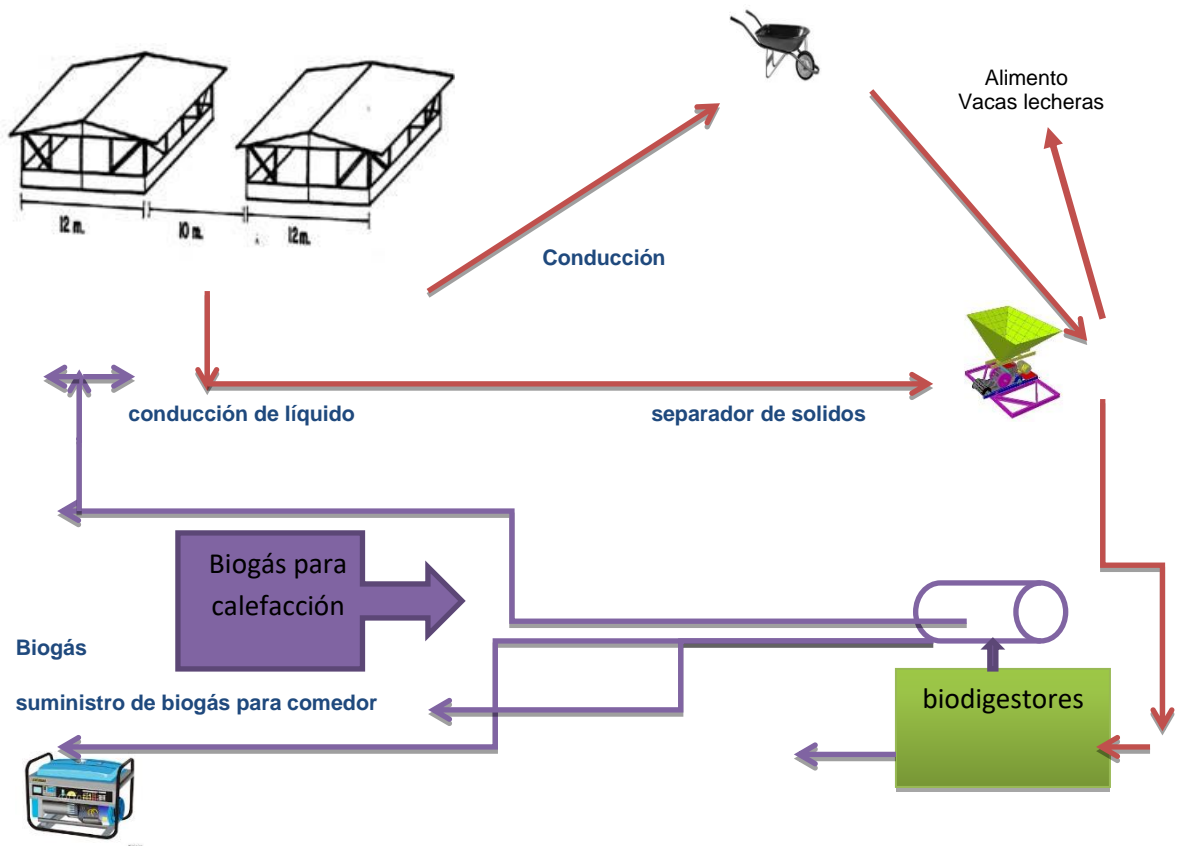 Alimento
Vacas lecheras
12 m.
10 m.
12m.
Conducción
conducción de líquido
separador de solidos
Biogás para
calefacción
Biogás
suministro de biogás para comedor
biodigestores